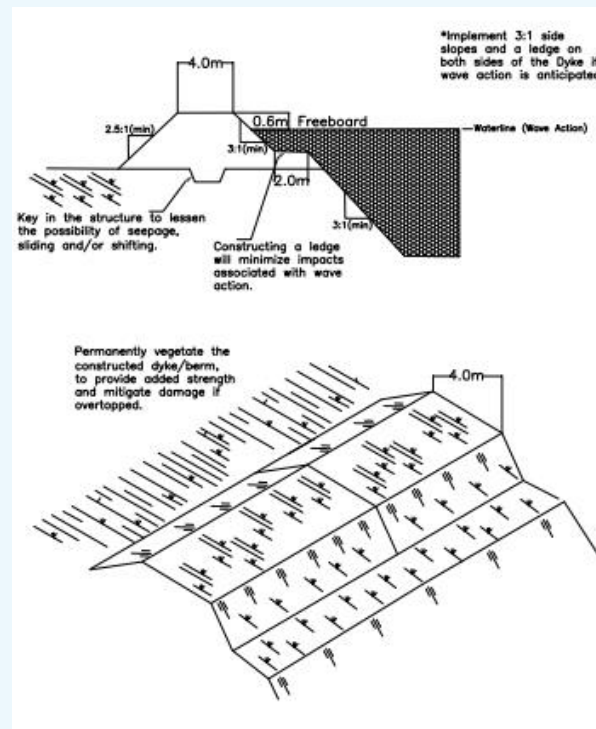 *Implement 3:1 side
slopes and a ledge on
both sides of the Dyke if
wave action is anticipated
4.0m
2.5:1(min)
0.6m Freeboard
Waterline (Wave Action)
3:1(min)
2.0m
3:1(min)
Key in the structure to lessen
the possibility of seepage,
sliding and/or shifting.
Constructing a ledge
will minimize impacts
associated with wave
action.
Permanently vegetate the
constructed dyke/berm,
to provide added strength
and mitigate damage if
overtopped.
4.0m